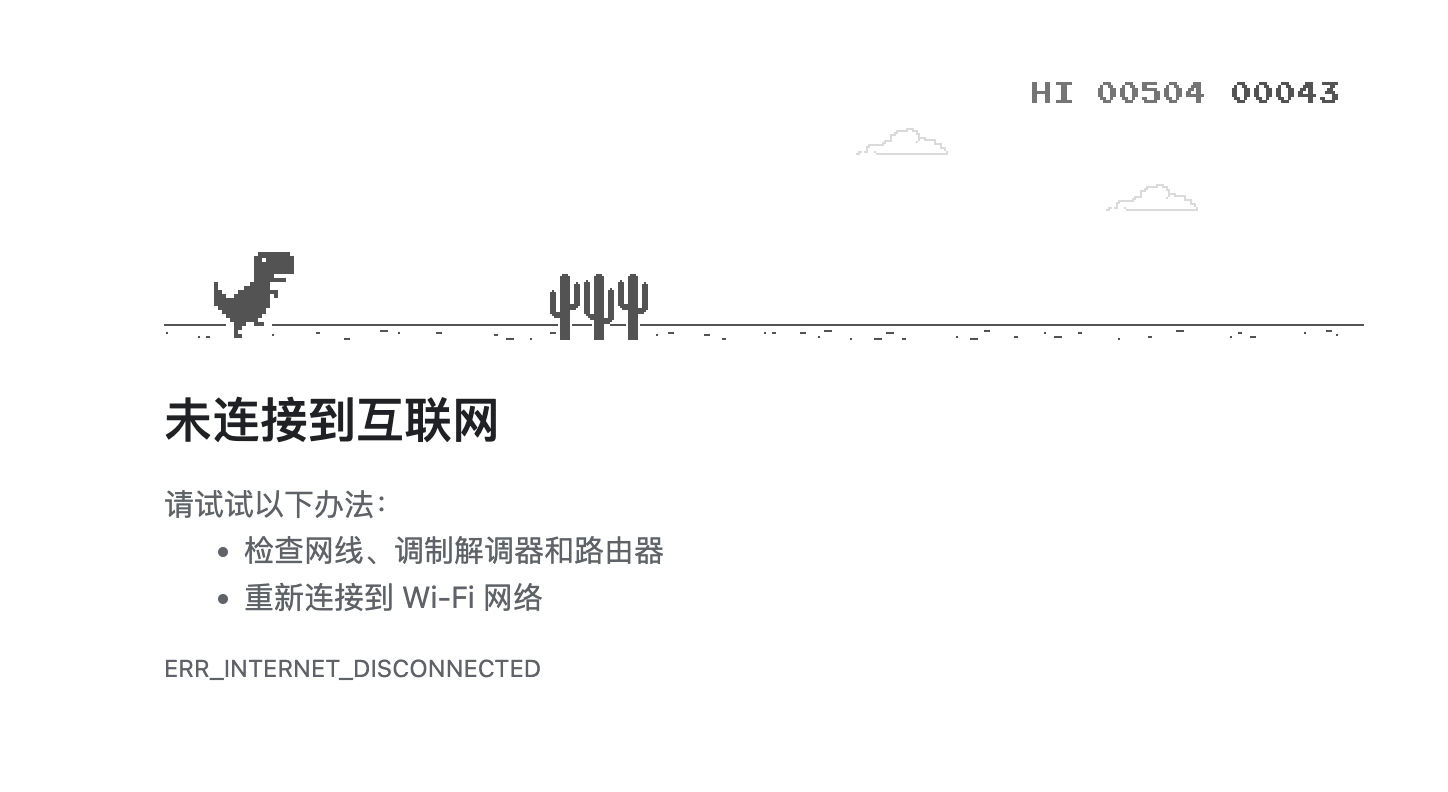 HI 00504 00043
未连接到互联网
请试试以下办法：
• 检查网线、调制解调器和路由器
• 重新连接到 Wi-Fi 网络
ERR_INTERNET_DISCONNECTED